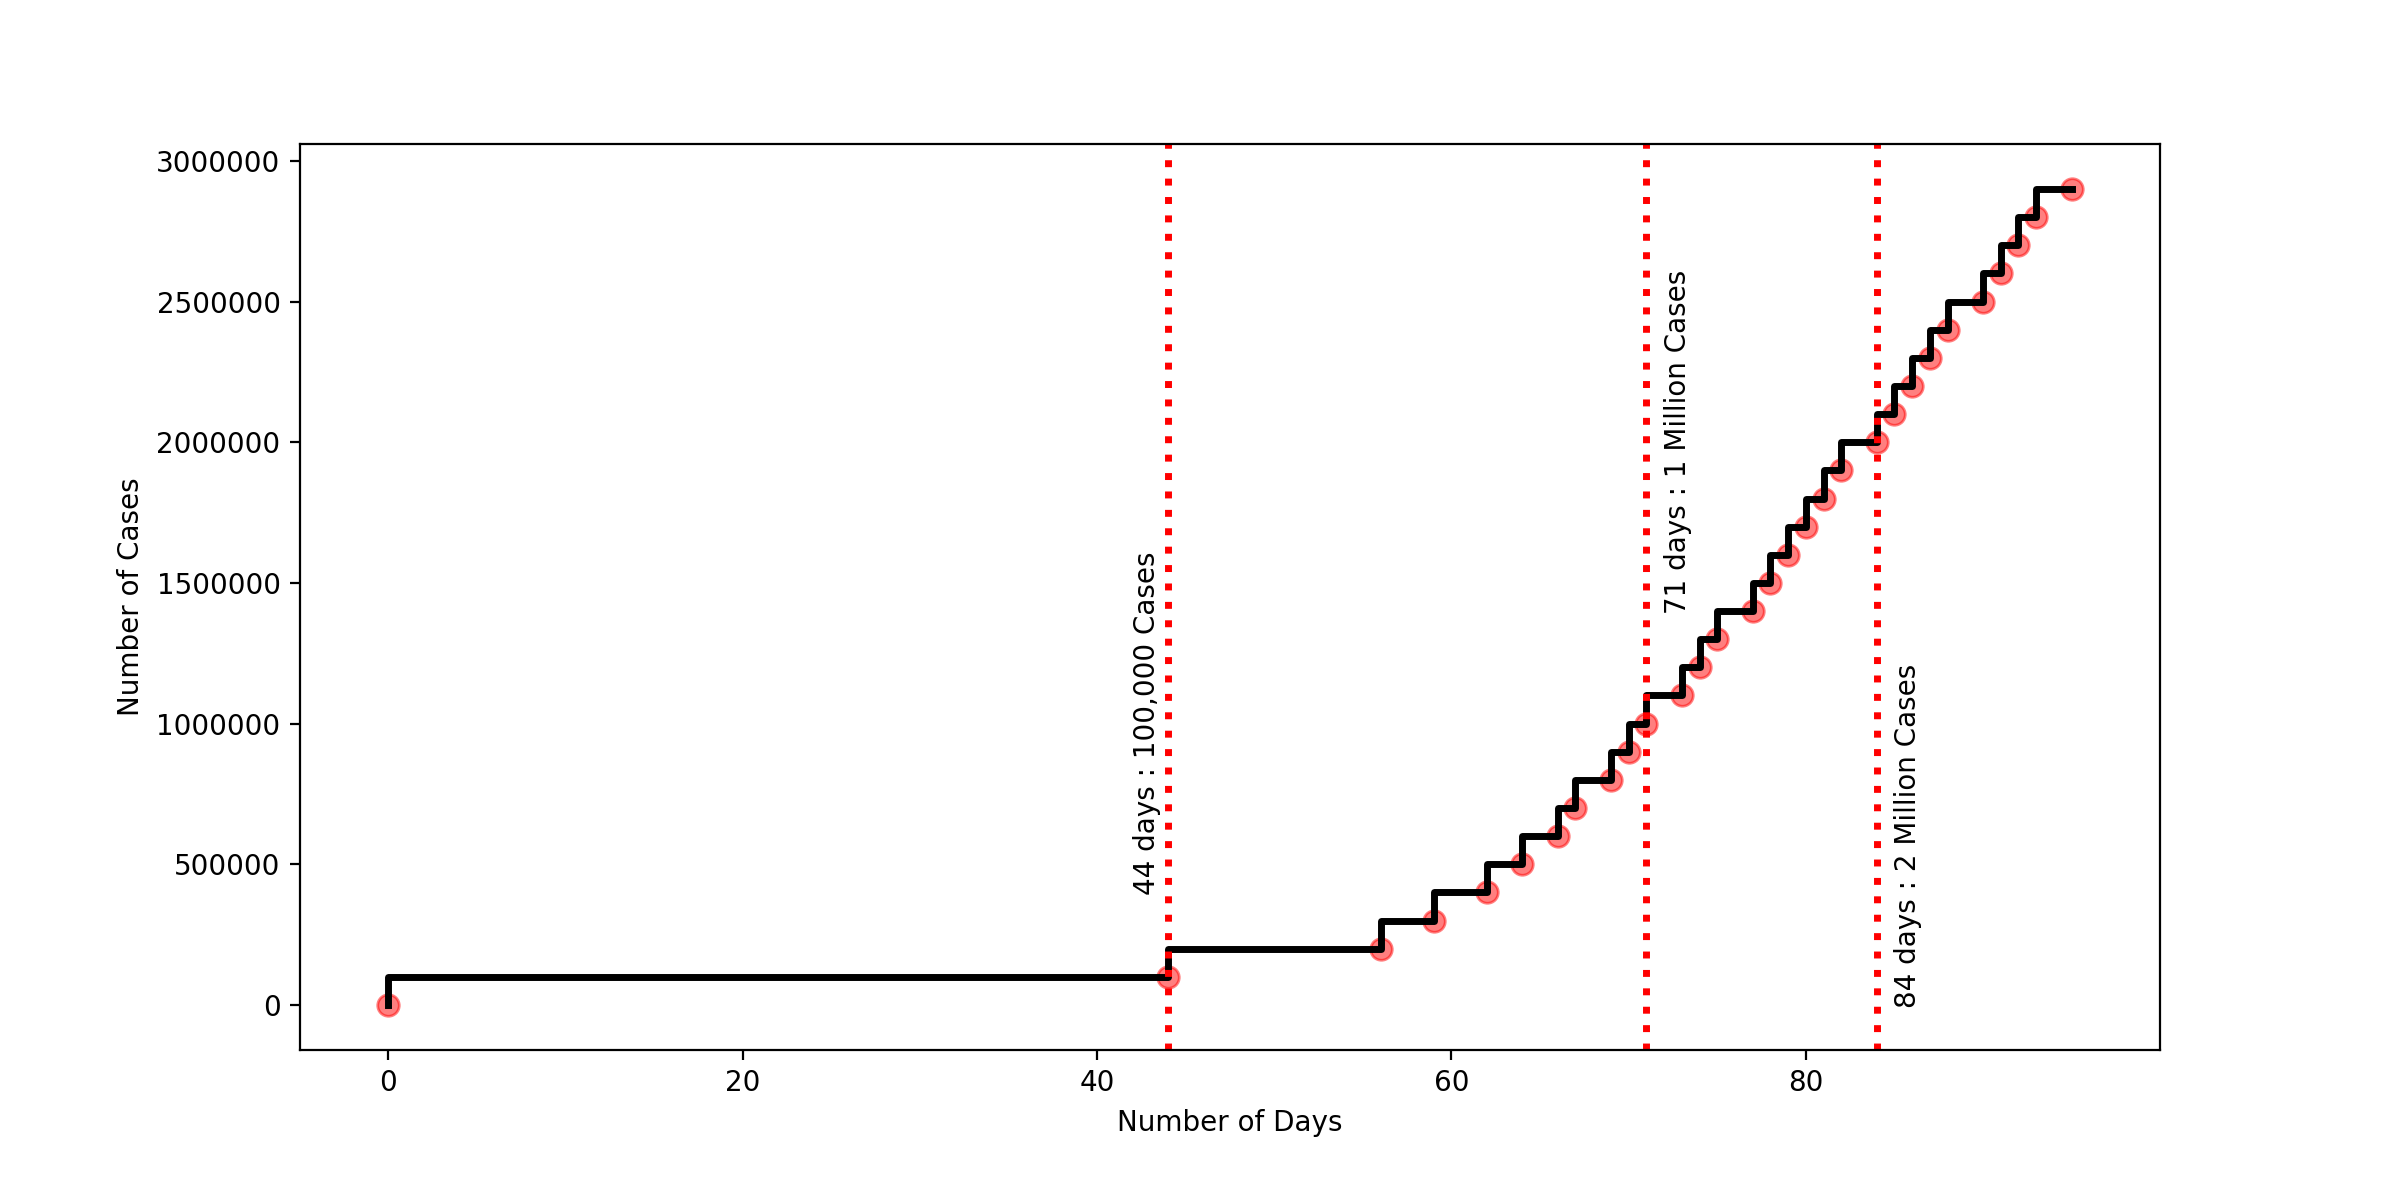 3000000
2500000
2000000
1500000
1000000
500000
0
Number of Cases
44 days : 100,000 Cases
71 days : 1 Million Cases
84 days : 2 Million Cases
0 20 40 60 80
Number of Days